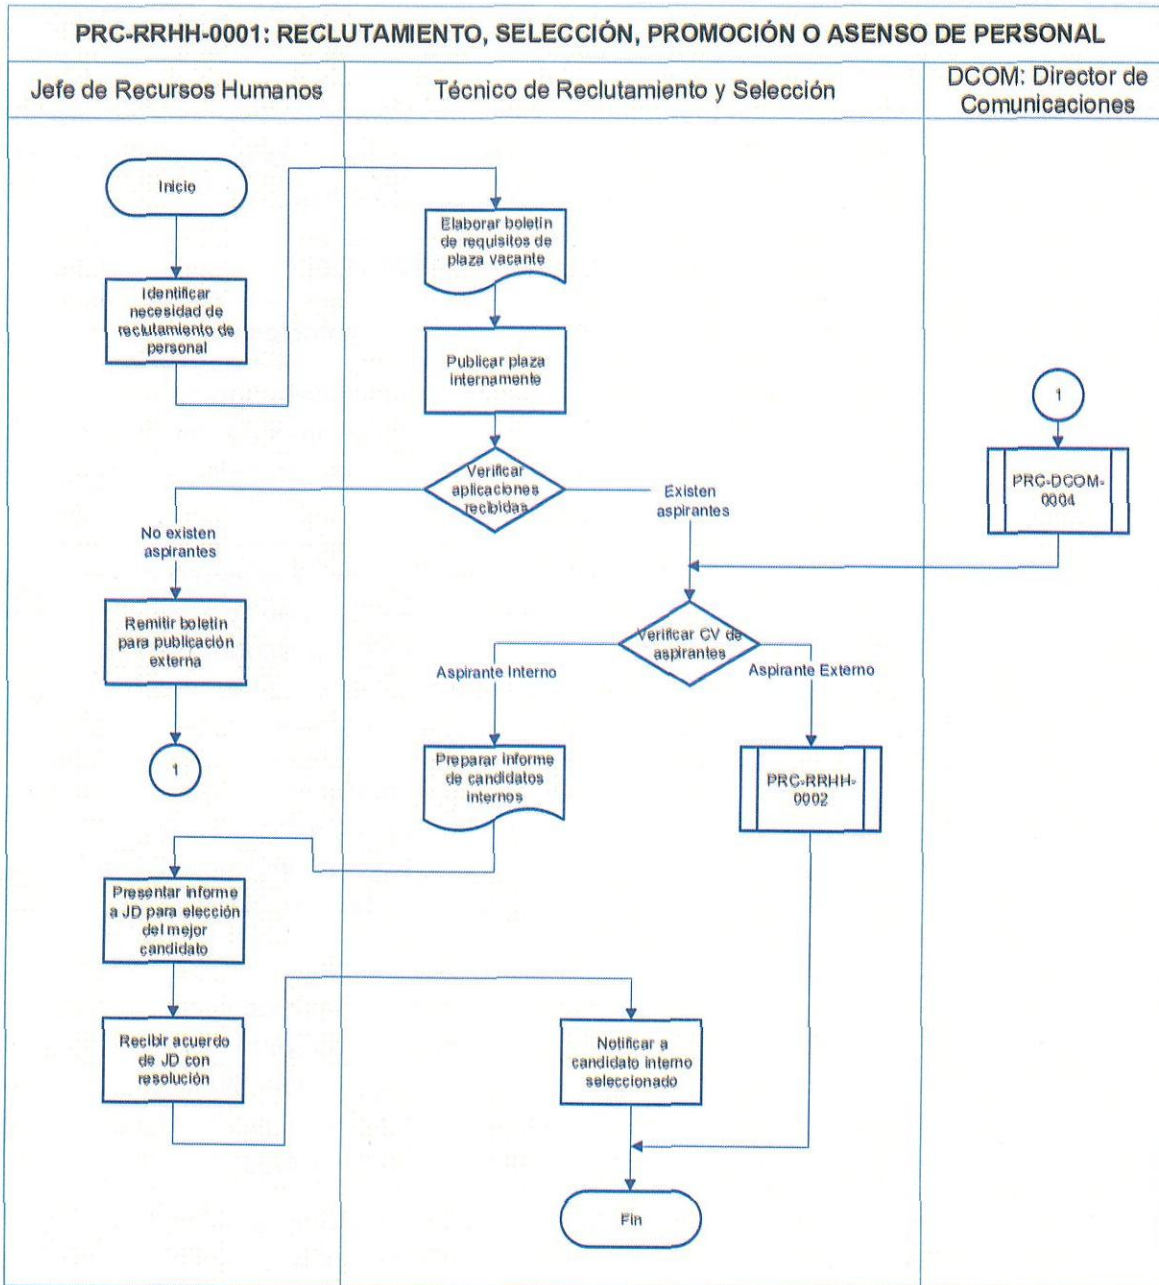 PRC-RRHH-0001: RECLUTAMIENTO, SELECCIÓN, PROMOCIÓN O ASENSO DE PERSONAL
Jefe de Recursos Humanos
Técnico de Reclutamiento y Selección
DCOM: Director de
Comunicaciones
Inicio
Elaborar boletín
de requisitos de
plaza vacante
Identificar
necesidad de
reclutamiento de
personal
Publicar plaza
internamente
1
Verificar
aplicaciones
recibidas
PRC-DCOM-
0004
Existen
aspirantes
No existen
aspirantes
Remitir boletín
para publicación
externa
Verificar CV de
aspirantes
Aspirante Interno
Aspirante Externo
1
Preparar informe
de candidatos
internos
PRC-RRHH-
0002
Presentar informe
a JD para elección
del mejor
candidato
Recibir acuerdo
de JD con
resolución
Notificar a
candidato interno
seleccionado
Fin